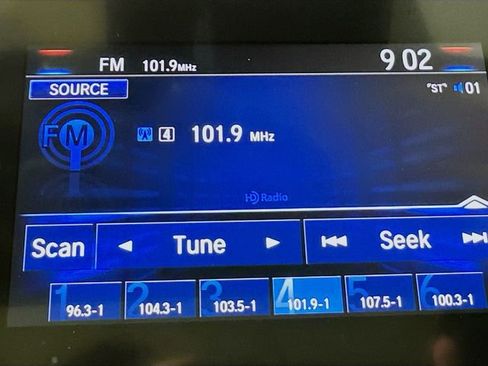 FM 101.9MHz 9 02
SOURCE
"ST" 01
FM 4 101.9 MHz
HD Radio
Scan Tune Seek
1 2 3 4 5 6
96.3-1 104.3-1 103.5-1 101.9-1 107.5-1 100.3-1